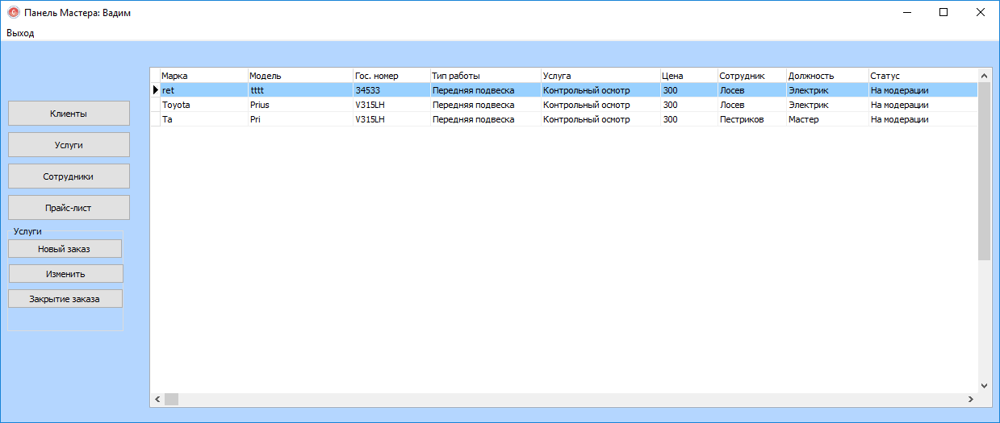 Панель Мастера: Вадим
Выход
Марка Модель Гос. номер Тип работы Услуга Цена Сотрудник Должность Статус
ret tttt 34533 Передняя подвеска Контрольный осмотр 300 Лосев Электрик На модерации
Toyota Prius V315LH Передняя подвеска Контрольный осмотр 300 Лосев Электрик На модерации
Ta Pri V315LH Передняя подвеска Контрольный осмотр 300 Пестриков Мастер На модерации
Клиенты
Услуги
Сотрудники
Прайс-лист
Услуги
Новый заказ
Изменить
Закрытие заказа